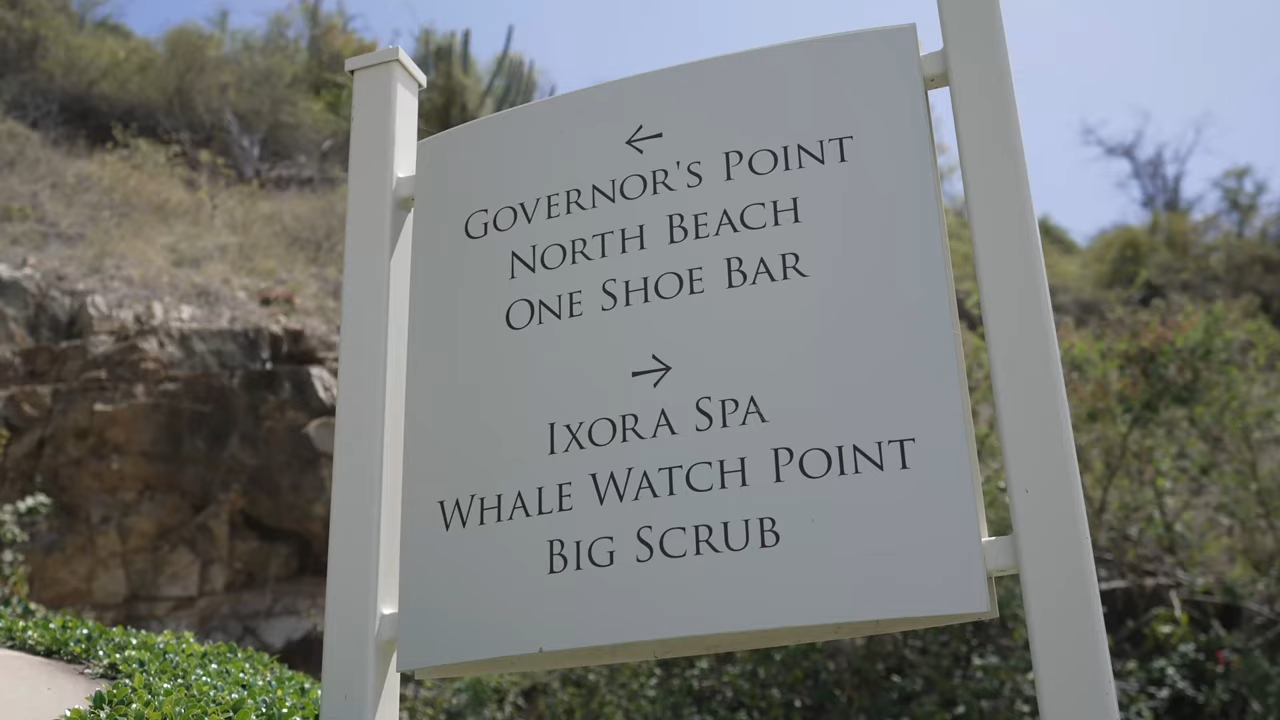 ←
GOVERNOR'S POINT
NORTH BEACH
ONE SHOE BAR
→
IXORA SPA
WHALE WATCH POINT
BIG SCRUB